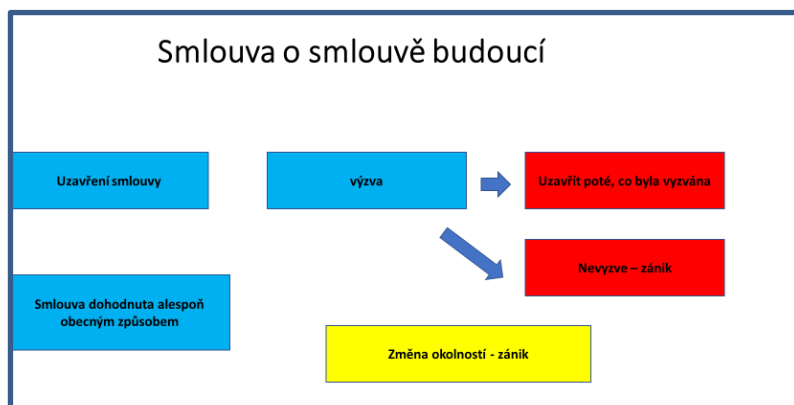 Smlouva o smlouvě budoucí
Uzavření smlouvy
výzva
Uzavřít poté, co byla vyzvána
Nevyzve – zánik
Smlouva dohodnuta alespoň
obecným způsobem
Změna okolností - zánik